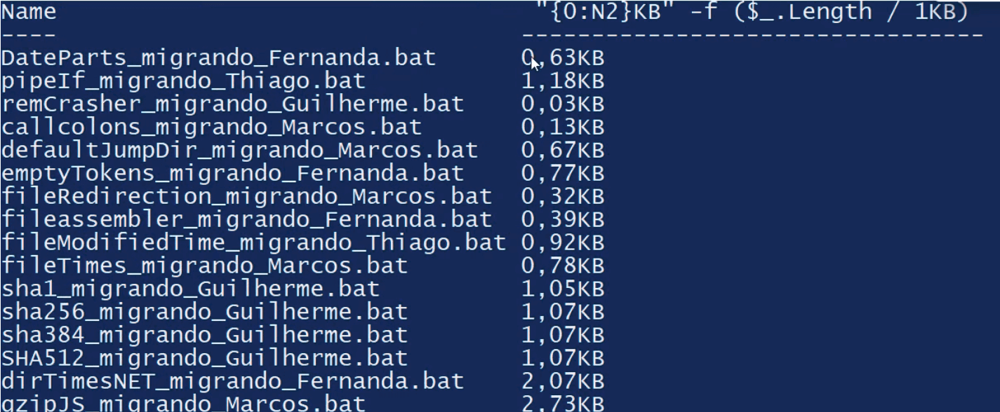 Name "{0:N2}KB" -f ($_.Length / 1KB)
---- ---------------------------------
DateParts_migrando_Fernanda.bat 0,63KB
pipeIf_migrando_Thiago.bat 1,18KB
remCrasher_migrando_Guilherme.bat 0,03KB
callcolons_migrando_Marcos.bat 0,13KB
defaultJumpDir_migrando_Marcos.bat 0,67KB
emptyTokens_migrando_Fernanda.bat 0,77KB
fileRedirection_migrando_Marcos.bat 0,32KB
fileassembler_migrando_Fernanda.bat 0,39KB
fileModifiedTime_migrando_Thiago.bat 0,92KB
fileTimes_migrando_Marcos.bat 0,78KB
sha1_migrando_Guilherme.bat 1,05KB
sha256_migrando_Guilherme.bat 1,07KB
sha384_migrando_Guilherme.bat 1,07KB
SHA512_migrando_Guilherme.bat 1,07KB
dirTimesNET_migrando_Fernanda.bat 2,07KB
gzipJS_migrando_Marcos.bat 2,73KB